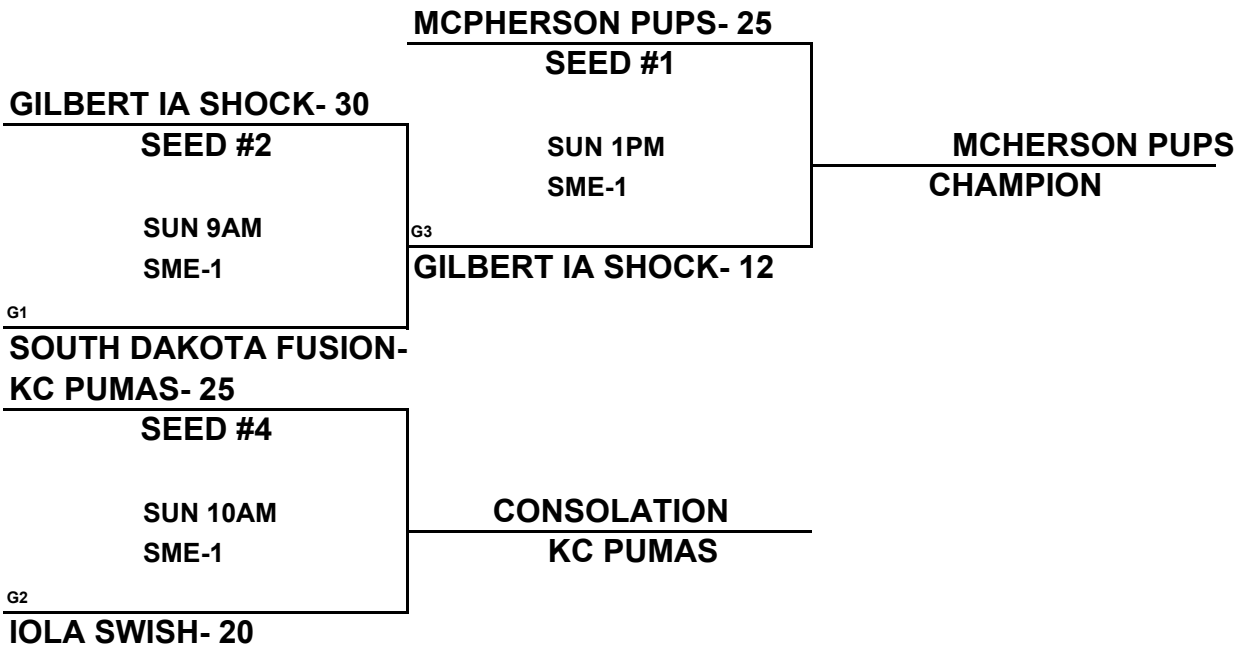 MCPHERSON PUPS- 25
SEED #1
GILBERT IA SHOCK- 30
SEED #2
SUN 1PM
SME-1
MCHERSON PUPS
CHAMPION
SUN 9AM
SME-1
G3
GILBERT IA SHOCK- 12
G1
SOUTH DAKOTA FUSION-
KC PUMAS- 25
SEED #4
SUN 10AM
SME-1
CONSOLATION
KC PUMAS
G2
IOLA SWISH- 20